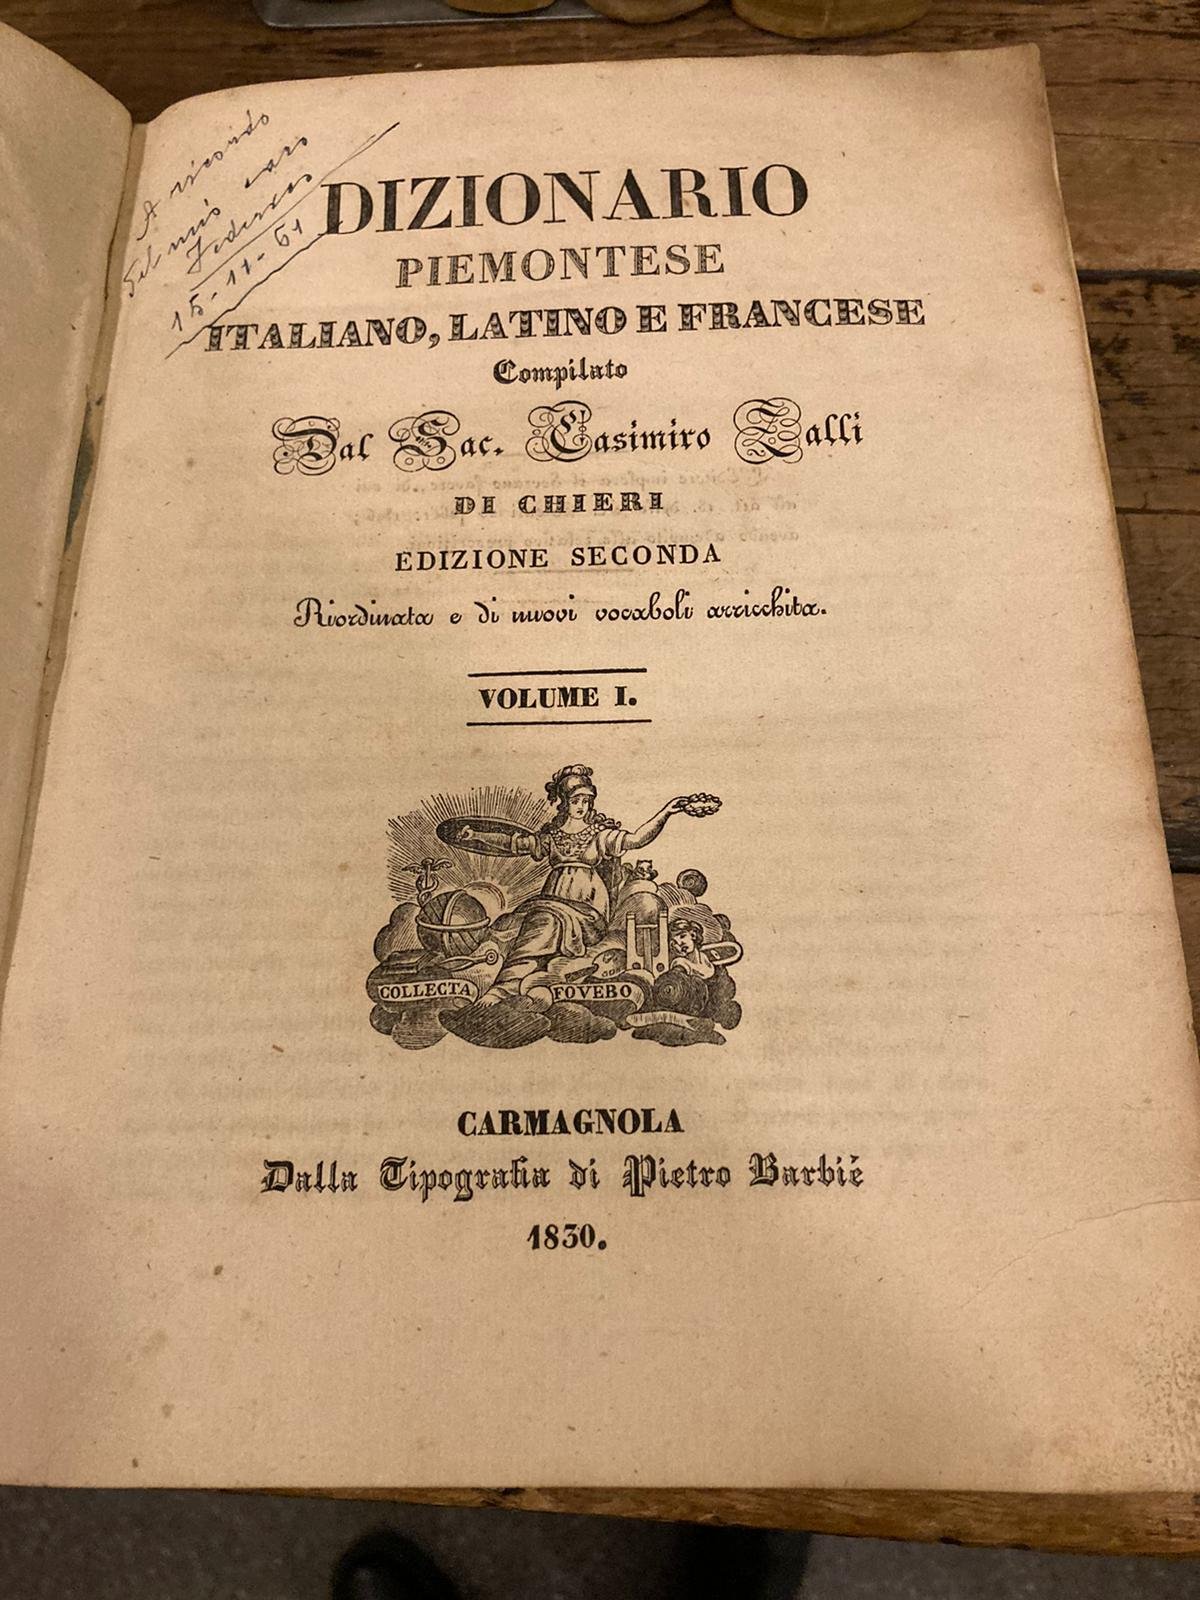 A ricordo
del mio caro
Federico
15-11-61
DIZIONARIO
PIEMONTESE
ITALIANO, LATINO E FRANCESE
Compilato
Dal Sac. Casimiro Zalli
DI CHIERI
EDIZIONE SECONDA
Riordinata e di nuovi vocaboli arricchita.
VOLUME I.
COLLECTA FOVEBO
CARMAGNOLA
Dalla Tipografia di Pietro Barbiè
1830.